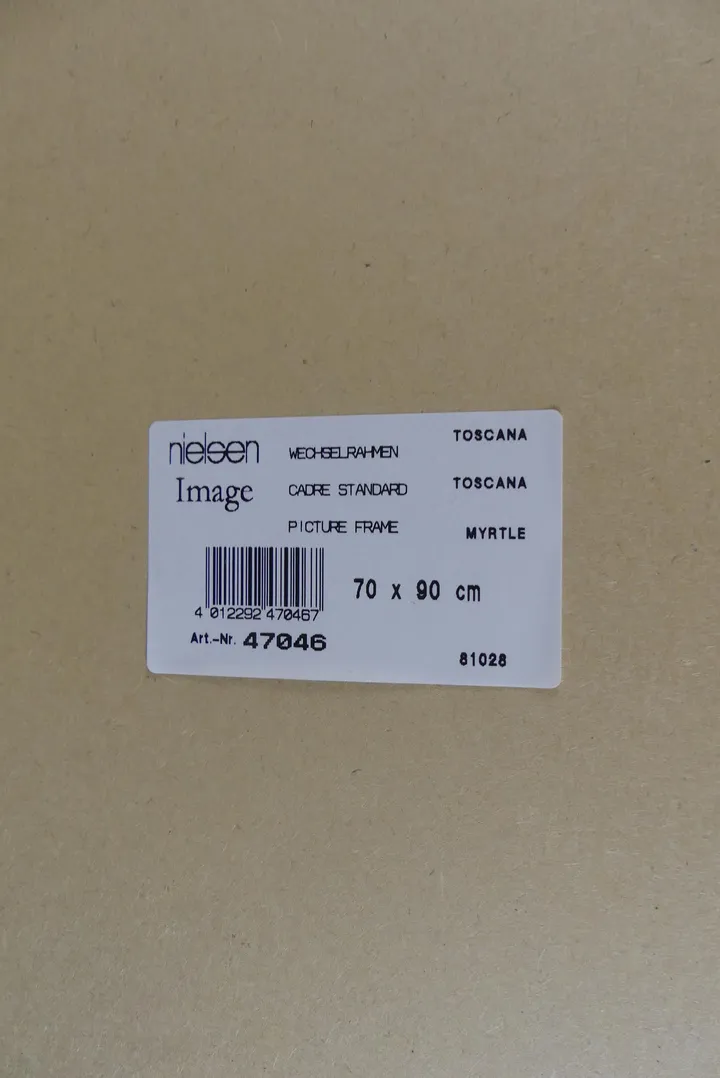 nielsen
Image
WECHSELRAHMEN TOSCANA
CADRE STANDARD TOSCANA
PICTURE FRAME MYRTLE
70 x 90 cm
4 012292 470467
Art.-Nr. 47046
81028